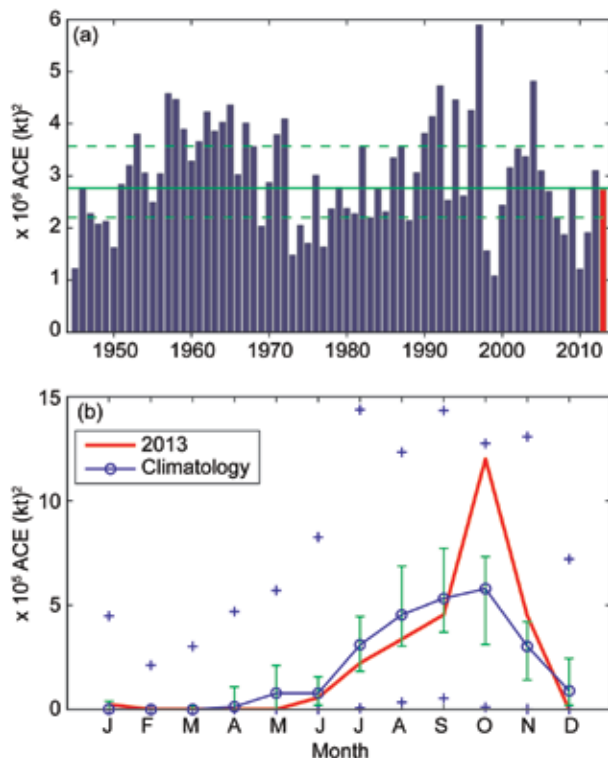 (a)
x 10⁶ ACE (kt)²
6
5
4
3
2
1
0
1950 1960 1970 1980 1990 2000 2010
(b)
2013
Climatology
x 10⁵ ACE (kt)²
15
10
5
0
J F M A M J J A S O N D
Month